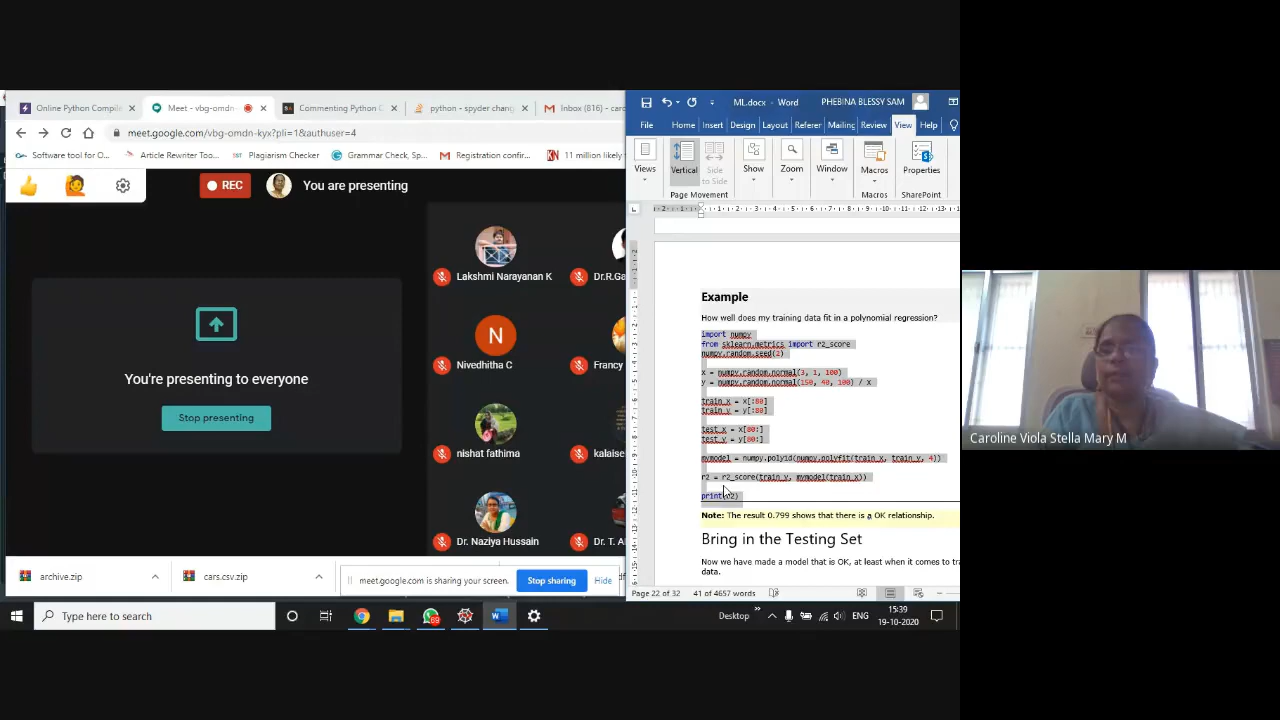 Online Python Compile
Meet - vbg-omdn-
Commenting Python D
python - spyder chang
Inbox (816) - caro
meet.google.com/vbg-omdn-kyx?pli=1&authuser=4
Software tool for O...
Article Rewriter Too...
Plagiarism Checker
Grammar Check, Sp...
Registration confir...
11 million likely
REC
You are presenting
Lakshmi Narayanan K
Dr.R.Ga
N
Nivedhitha C
Francy
You're presenting to everyone
Stop presenting
nishat fathima
kalaise
Dr. Naziya Hussain
Dr. T. Al
archive.zip
cars.csv.zip
meet.google.com is sharing your screen.
Stop sharing
Hide
Type here to search
ML.docx - Word
PHEBINA BLESSY SAM
File
Home
Insert
Design
Layout
Referer
Mailing
Review
View
Help
Views
Vertical
Side to Side
Show
Zoom
Window
Macros
Properties
Page Movement
Macros
SharePoint
Example
How well does my training data fit in a polynomial regression?
import numpy
from sklearn.metrics import r2_score
numpy.random.seed(2)
x = numpy.random.normal(3, 1, 100)
y = numpy.random.normal(150, 40, 100) / x
train_x = x[:80]
train_y = y[:80]
test_x = x[80:]
test_y = y[80:]
mymodel = numpy.poly1d(numpy.polyfit(train_x, train_y, 4))
r2 = r2_score(train_y, mymodel(train_x))
print(r2)
Note: The result 0.799 shows that there is a OK relationship.
Bring in the Testing Set
Now we have made a model that is OK, at least when it comes to tra
data.
Page 22 of 32
41 of 4657 words
Desktop
ENG
15:39
19-10-2020
Caroline Viola Stella Mary M